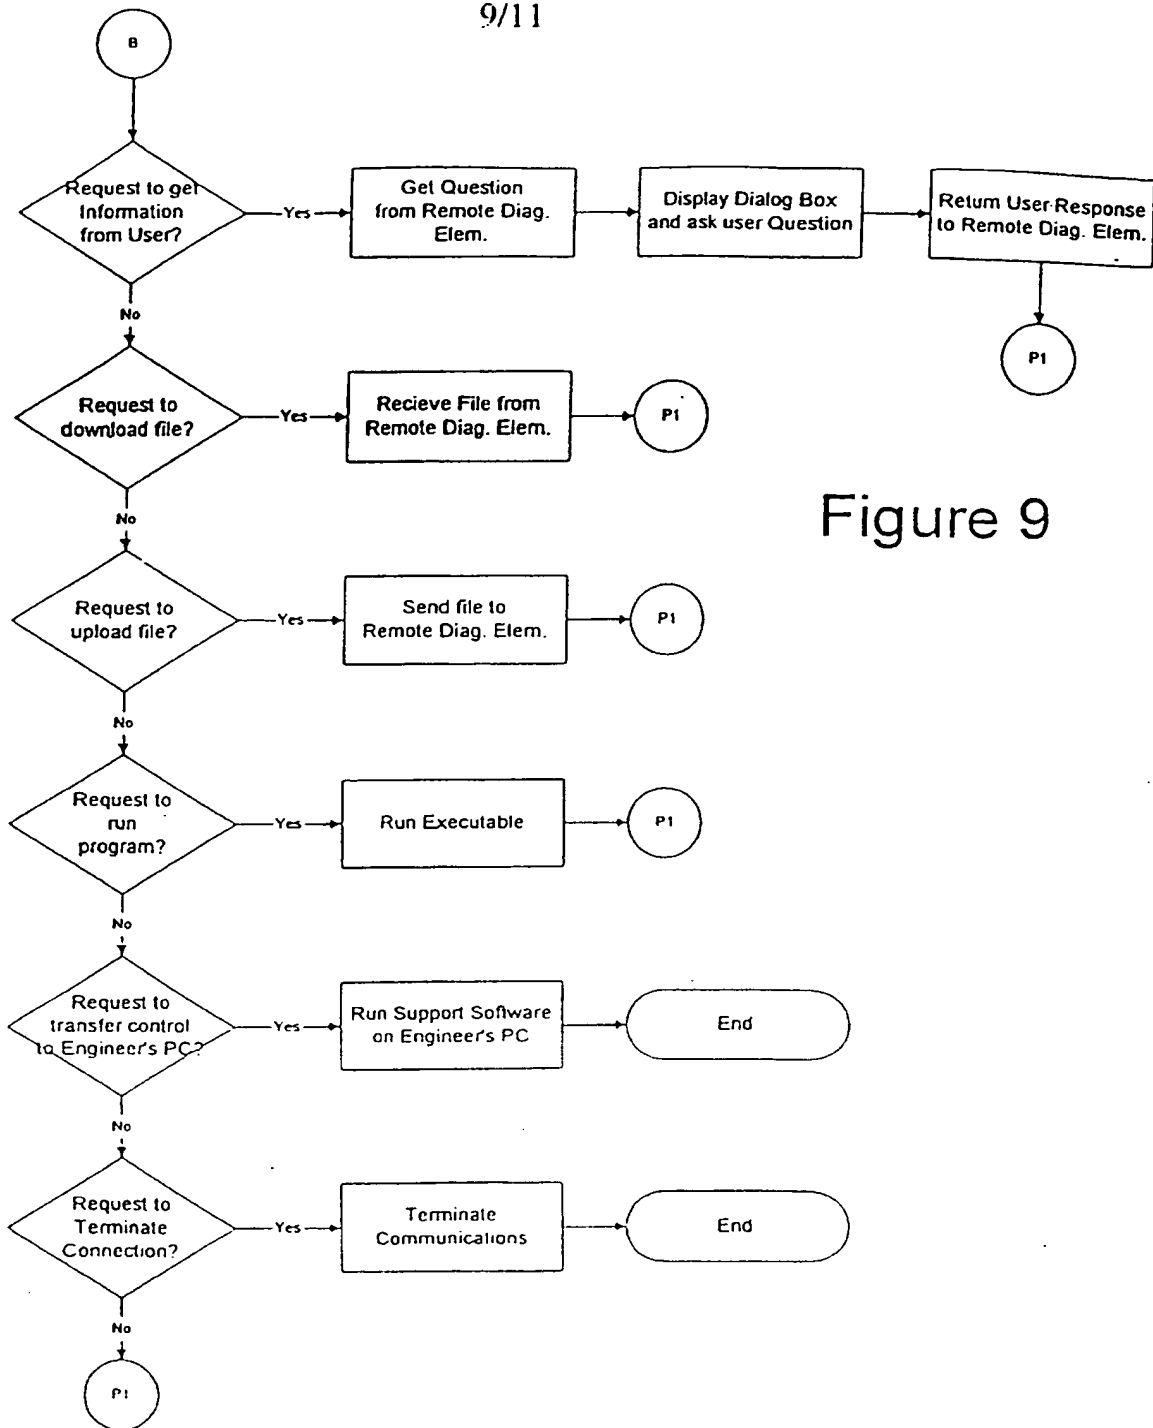 9/11
B
Request to get
Information
from User?
Yes
Get Question
from Remote Diag.
Elem.
Display Dialog Box
and ask user Question
Return User Response
to Remote Diag. Elem.
P1
No
Request to
download file?
Yes
Recieve File from
Remote Diag. Elem.
P1
Figure 9
No
Request to
upload file?
Yes
Send file to
Remote Diag. Elem.
P1
No
Request to
run
program?
Yes
Run Executable
P1
No
Request to
transfer control
to Engineer's PC?
Yes
Run Support Software
on Engineer's PC
End
No
Request to
Terminate
Connection?
Yes
Terminate
Communications
End
No
P1